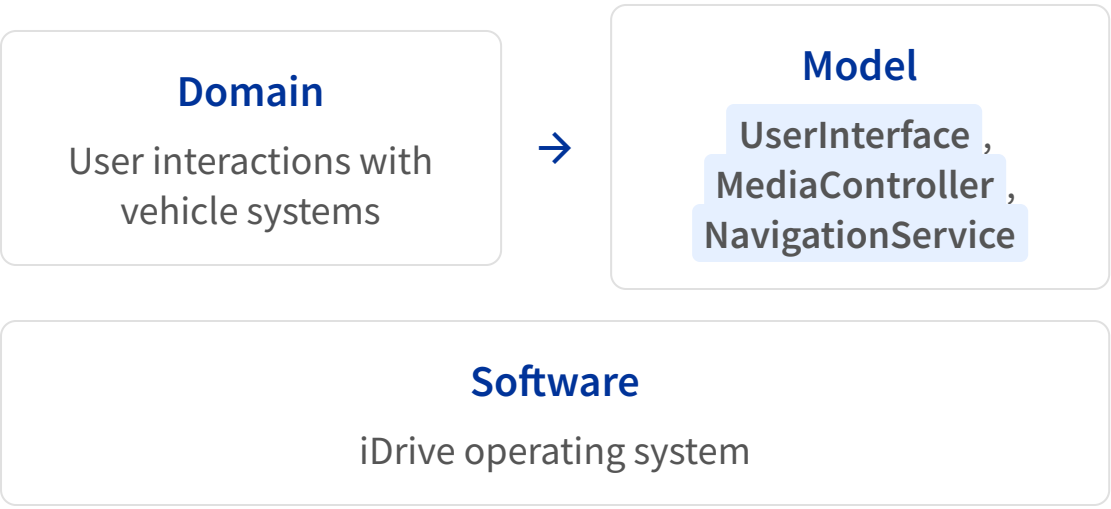 Domain
User interactions with
vehicle systems
→
Model
UserInterface ,
MediaController ,
NavigationService
Software
iDrive operating system